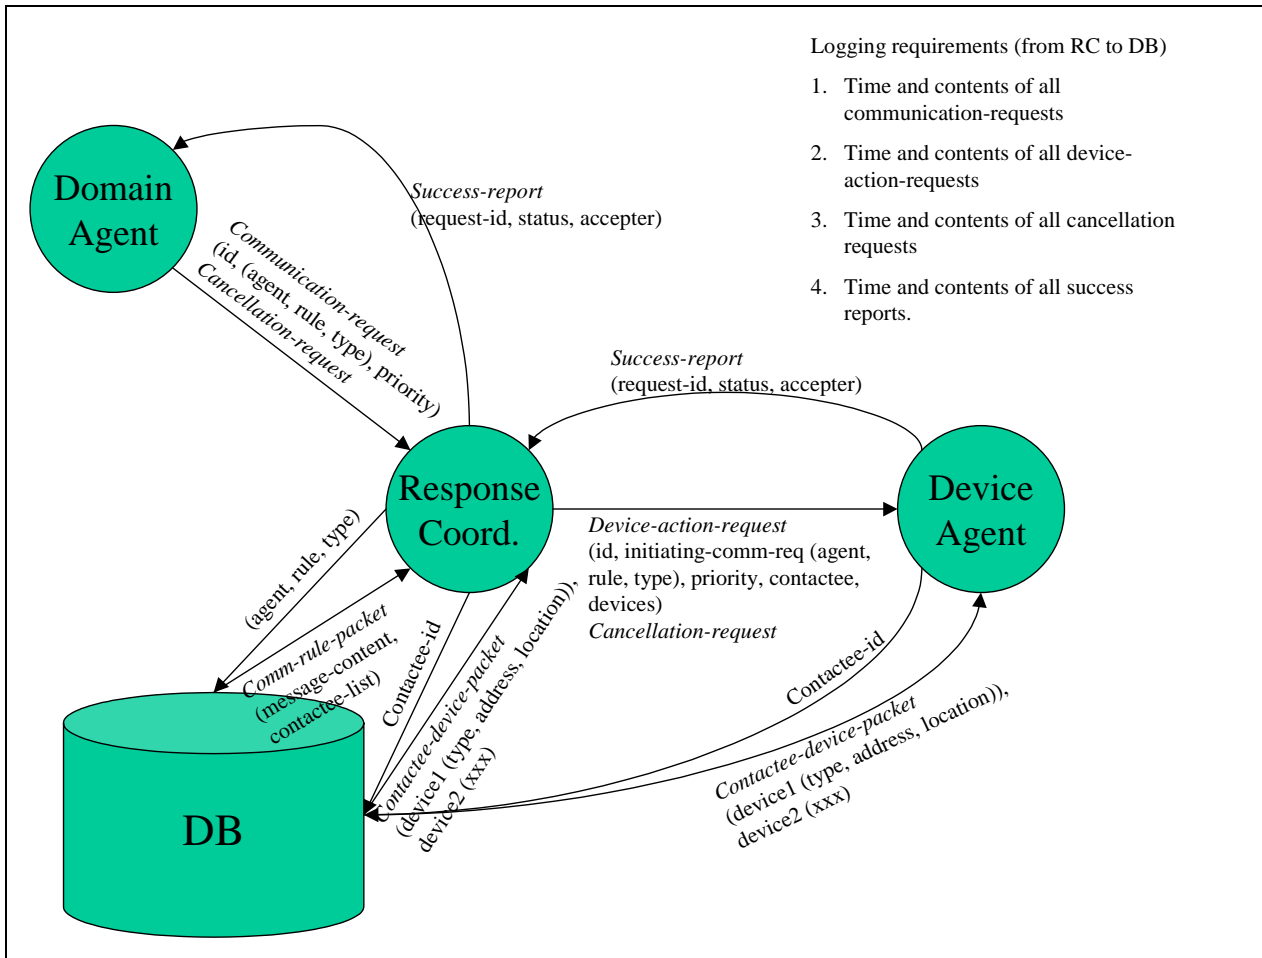 Logging requirements (from RC to DB)
1. Time and contents of all
communication-requests
2. Time and contents of all device-
action-requests
3. Time and contents of all cancellation
requests
4. Time and contents of all success
reports.
Domain
Agent
Success-report
(request-id, status, accepter)
Communication-request
(id, (agent, rule, type), priority)
Cancellation-request
Success-report
(request-id, status, accepter)
Response
Coord.
Device
Agent
Device-action-request
(id, initiating-comm-req (agent,
rule, type), priority, contactee,
devices)
Cancellation-request
(agent, rule, type)
Comm-rule-packet
(message-content,
contactee-list)
Contactee-id
Contactee-device-packet
(device1 (type, address, location)),
device2 (xxx)
Contactee-id
Contactee-device-packet
(device1 (type, address, location)),
device2 (xxx)
DB